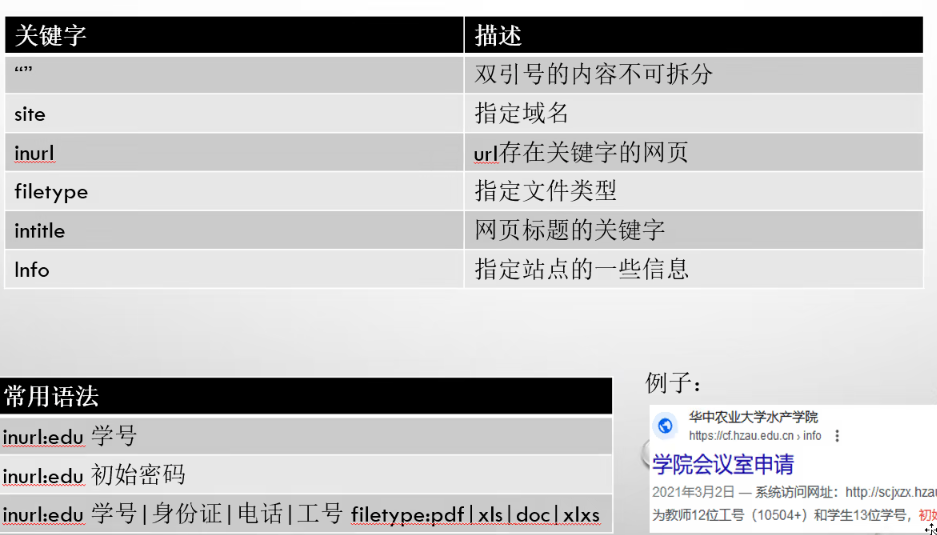 关键字 描述
“” 双引号的内容不可拆分
site 指定域名
inurl url存在关键字的网页
filetype 指定文件类型
intitle 网页标题的关键字
Info 指定站点的一些信息
常用语法
inurl:edu 学号
inurl:edu 初始密码
inurl:edu 学号|身份证|电话|工号 filetype:pdf|xls|doc|xlxs
例子：
华中农业大学水产学院
https://cf.hzau.edu.cn › info
学院会议室申请
2021年3月2日 — 系统访问网址：http://scjxzx.hzau
为教师12位工号（10504+）和学生13位学号，初始